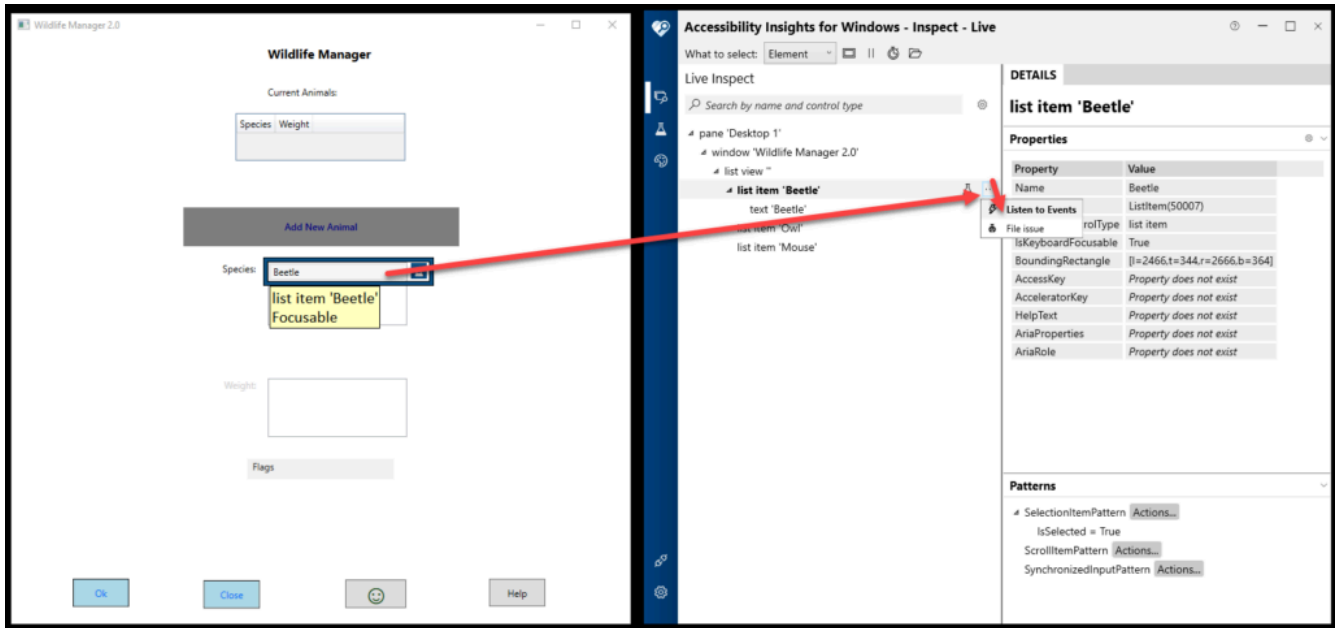 Wildlife Manager 2.0
Wildlife Manager
Current Animals:
Species Weight
Add New Animal
Species:
Beetle
list item 'Beetle'
Focusable
Weight:
Flags
Ok
Close
Help
Accessibility Insights for Windows - Inspect - Live
What to select: Element
Live Inspect
Search by name and control type
pane 'Desktop 1'
window 'Wildlife Manager 2.0'
list view ''
list item 'Beetle'
text 'Beetle'
list item 'Owl'
list item 'Mouse'
Listen to Events
File issue
DETAILS
list item 'Beetle'
Properties
Property Value
Name Beetle
ListItem(50007)
rolType list item
IsKeyboardFocusable True
BoundingRectangle [l=2466,t=344,r=2666,b=364]
AccessKey Property does not exist
AcceleratorKey Property does not exist
HelpText Property does not exist
AriaProperties Property does not exist
AriaRole Property does not exist
Patterns
SelectionItemPattern Actions...
IsSelected = True
ScrollItemPattern Actions...
SynchronizedInputPattern Actions...